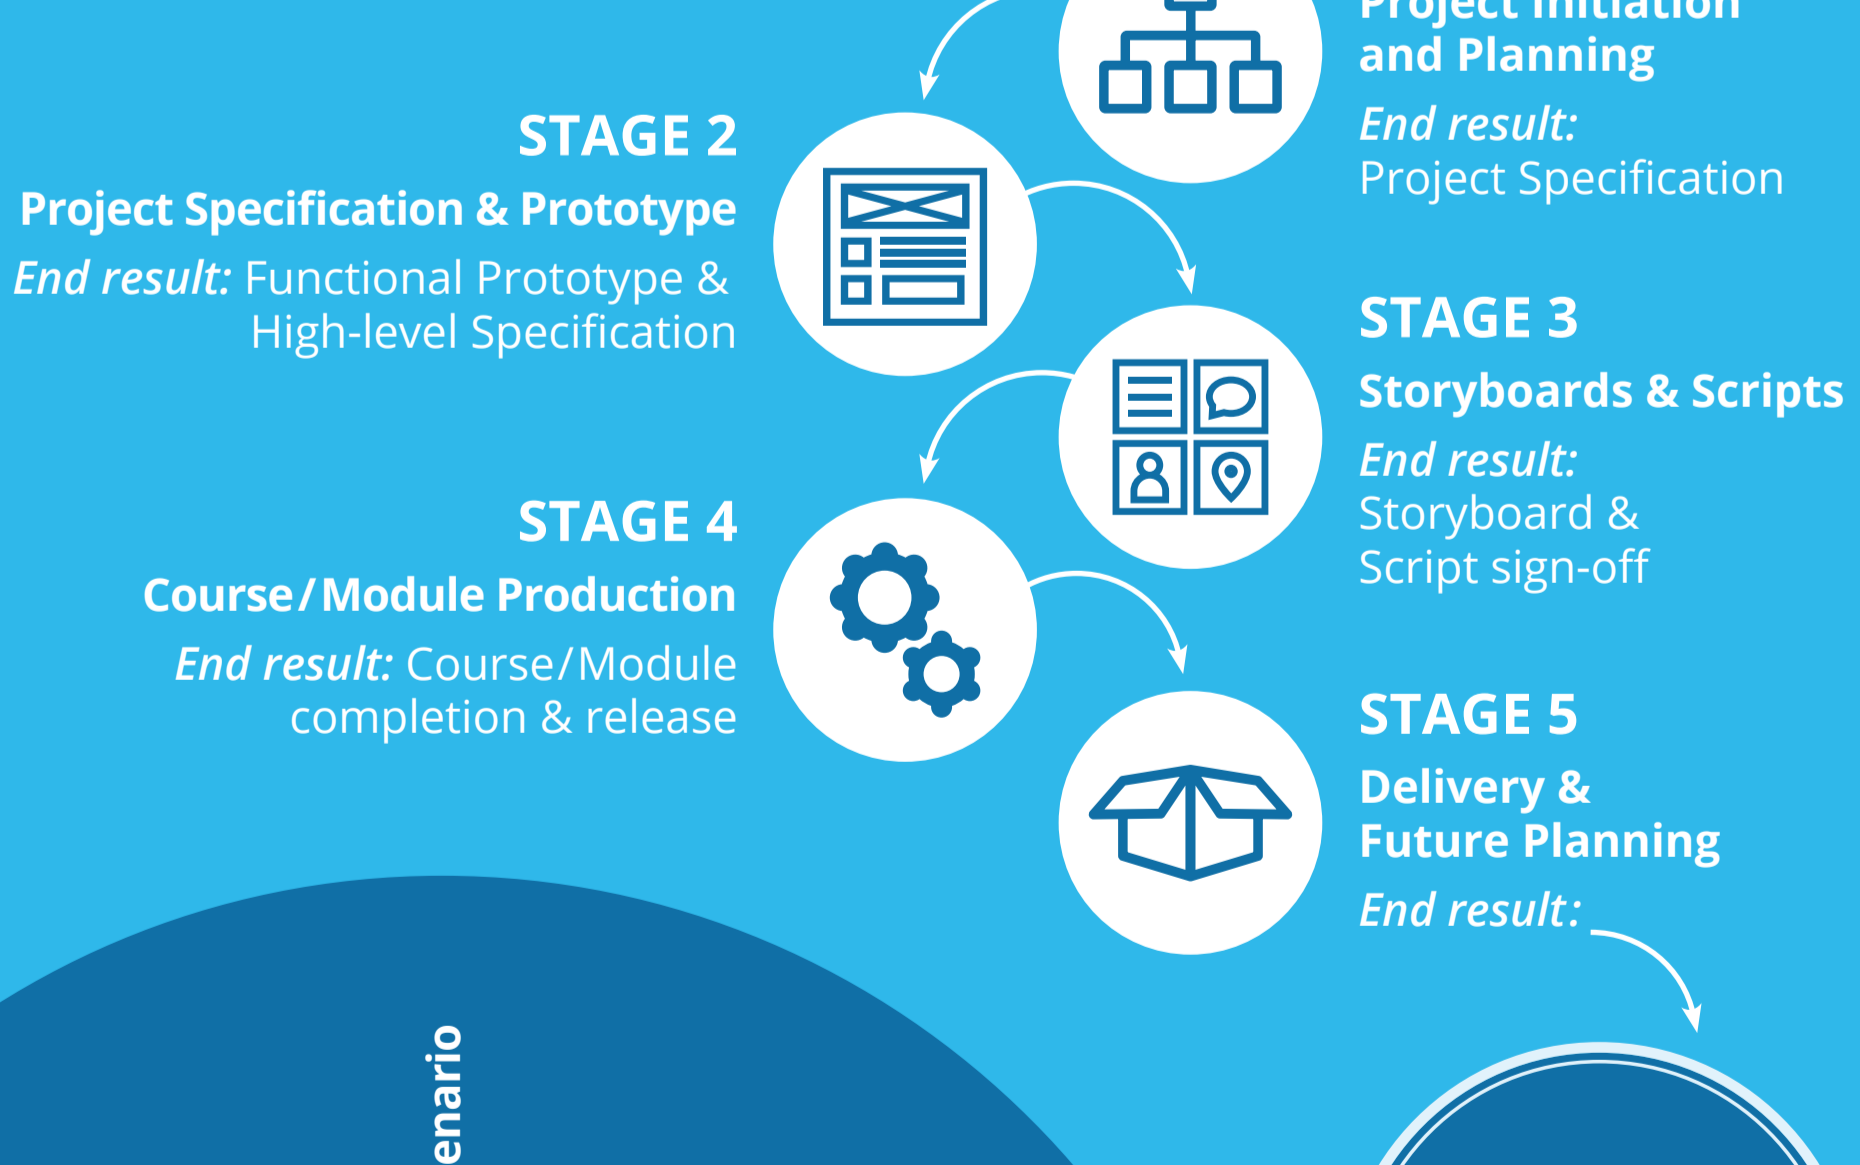 Project Initiation
and Planning
End result:
Project Specification
STAGE 2
Project Specification & Prototype
End result: Functional Prototype &
High-level Specification
STAGE 3
Storyboards & Scripts
End result:
Storyboard &
Script sign-off
STAGE 4
Course/Module Production
End result: Course/Module
completion & release
STAGE 5
Delivery &
Future Planning
End result:
enario